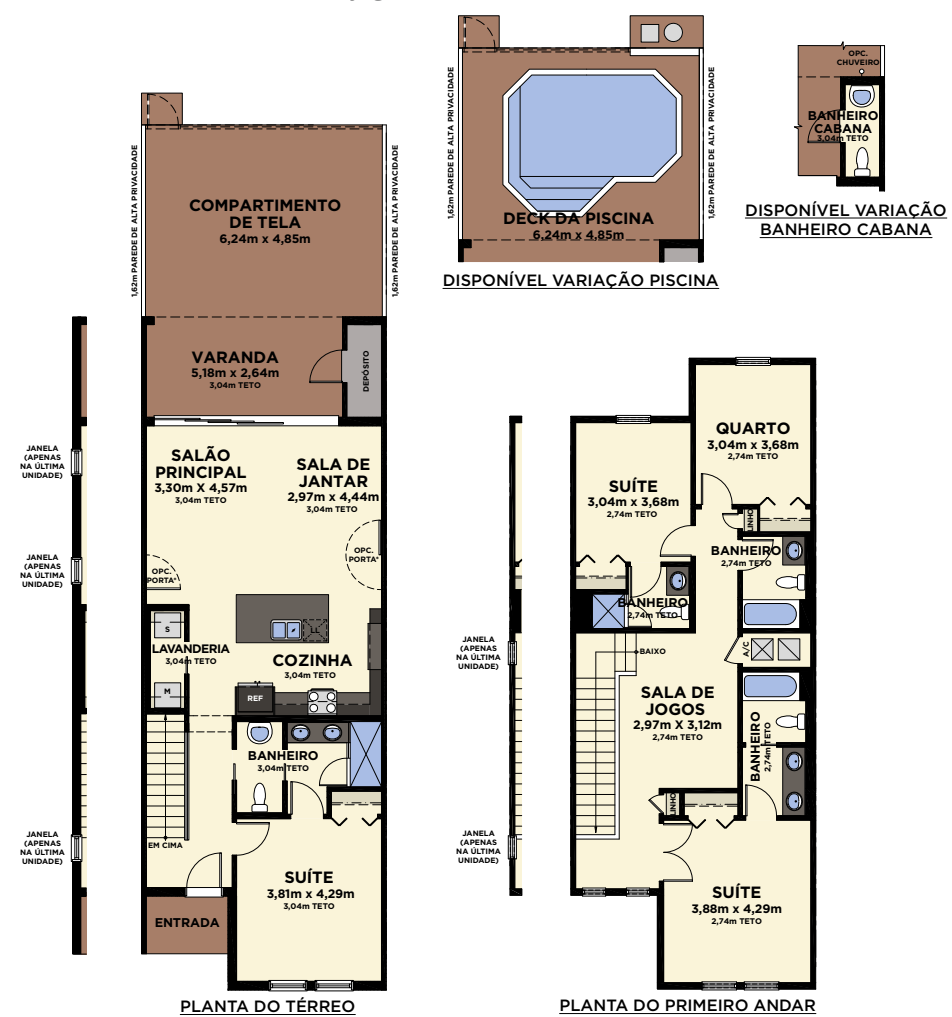 1,62m PAREDE DE ALTA PRIVACIDADE
COMPARTIMENTO
DE TELA
6,24m x 4,85m
1,62m PAREDE DE ALTA PRIVACIDADE
VARANDA
5,18m x 2,64m
3,04m TETO
DEPÓSITO
JANELA
(APENAS
NA ÚLTIMA
UNIDADE)
SALÃO
PRINCIPAL
3,30m X 4,57m
3,04m TETO
SALA DE
JANTAR
2,97m x 4,44m
3,04m TETO
JANELA
(APENAS
NA ÚLTIMA
UNIDADE)
OPC.
PORTA*
OPC.
PORTA*
S
LAVANDERIA
3,04m TETO
M
LL
COZINHA
3,04m TETO
REF
BANHEIRO
3,04m TETO
JANELA
(APENAS
NA ÚLTIMA
UNIDADE)
EM CIMA
SUÍTE
3,81m x 4,29m
3,04m TETO
ENTRADA
PLANTA DO TÉRREO
1,62m PAREDE DE ALTA PRIVACIDADE
DECK DA PISCINA
6,24m x 4,85m
1,62m PAREDE DE ALTA PRIVACIDADE
DISPONÍVEL VARIAÇÃO PISCINA
OPC.
CHUVEIRO
BANHEIRO
CABANA
3,04m TETO
DISPONÍVEL VARIAÇÃO
BANHEIRO CABANA
QUARTO
3,04m x 3,68m
2,74m TETO
SUÍTE
3,04m x 3,68m
2,74m TETO
LINHO
BANHEIRO
2,74m TETO
BANHEIRO
2,74m TETO
JANELA
(APENAS
NA ÚLTIMA
UNIDADE)
BAIXO
A/C
SALA DE
JOGOS
2,97m X 3,12m
2,74m TETO
BANHEIRO
2,74m TETO
LINHO
JANELA
(APENAS
NA ÚLTIMA
UNIDADE)
SUÍTE
3,88m x 4,29m
2,74m TETO
PLANTA DO PRIMEIRO ANDAR